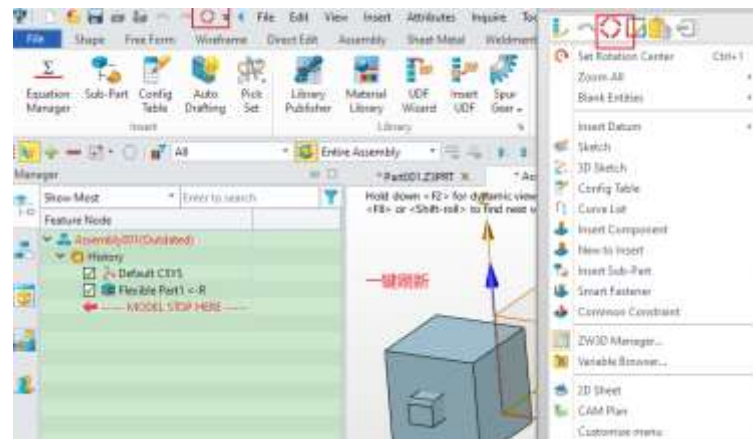 File Edit View Insert Attributes Inquire
File Shape Free Form Wireframe Direct Edit Assembly Sheet Metal Weldment
Equation Manager
Sub-Part
Config Table
Auto Drafting
Pick Set
Library Publisher
Material Library
UDF Wizard
Insert UDF
Spur Gear
Insert
Library
All
Entire Assembly
Manager
Show Most
Enter to search
Feature Node
Assembly001(Outdated)
History
Default CSYS
Flexible Part1 <-R
------ MODEL STOP HERE ------
*Part001.Z3PRT
Hold down <F2> for dynamic view
<F8> or <Shift-roll> to find next
一键刷新
Set Rotation Center Ctrl+1
Zoom All
Blank Entities
Insert Datum
Sketch
3D Sketch
Config Table
Curve List
Insert Component
New to Insert
Insert Sub-Part
Smart Fastener
Common Constraint
ZW3D Manager...
Variable Browser...
2D Sheet
CAM Plan
Customize menu